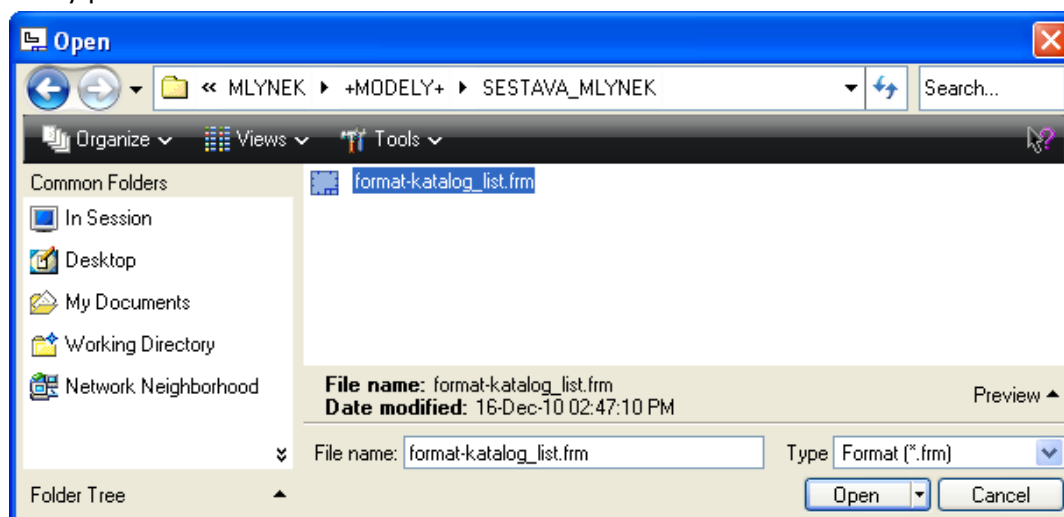 Open
« MLYNEK ▸ +MODELY+ ▸ SESTAVA_MLYNEK
Search...
Organize
Views
Tools
Common Folders
format-katalog_list.frm
In Session
Desktop
My Documents
Working Directory
Network Neighborhood
File name: format-katalog_list.frm
Date modified: 16-Dec-10 02:47:10 PM
Preview
File name: format-katalog_list.frm
Type Format (*.frm)
Folder Tree
Open
Cancel